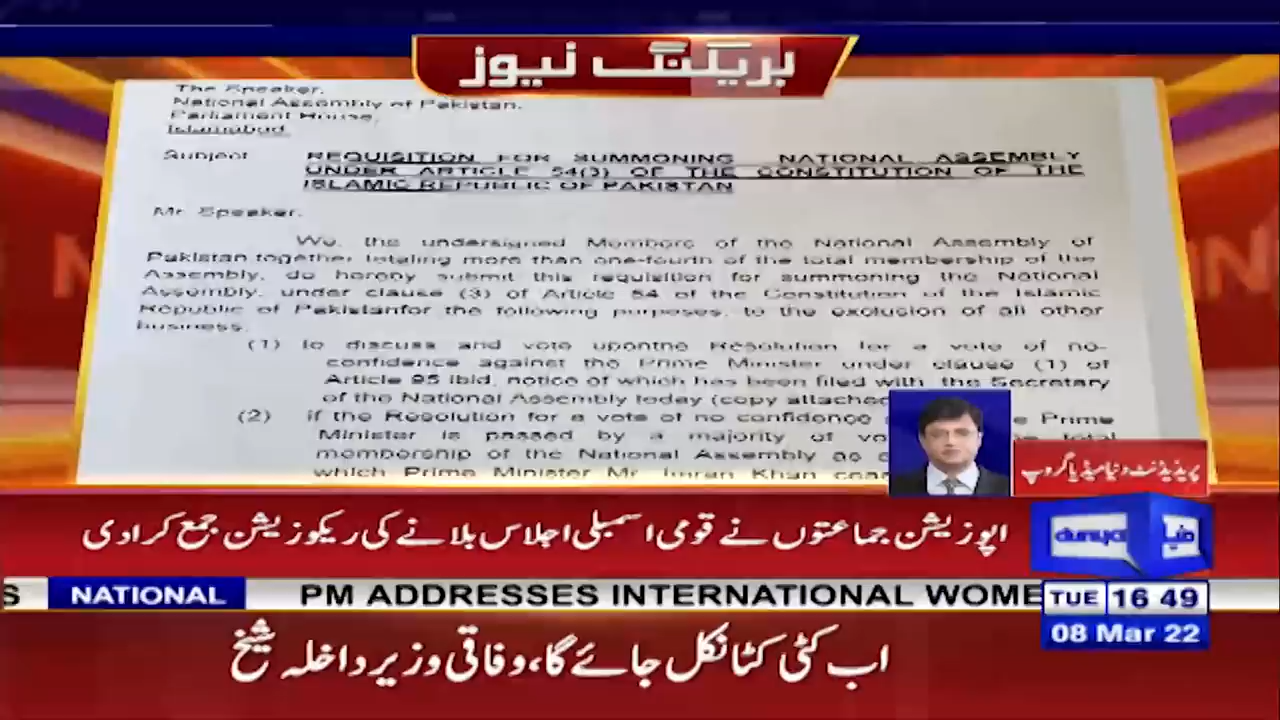 بریکنگ نیوز
The Speaker,
National Assembly of Pakistan.
Parliament House,
Islamabad.
Subject REQUISITION FOR SUMMONING NATIONAL ASSEMBLY
UNDER ARTICLE 54(3) OF THE CONSTITUTION OF THE
ISLAMIC REPUBLIC OF PAKISTAN
Mr. Speaker,
We, the undersigned Members of the National Assembly of
Pakistan together totaling more than one-fourth of the total membership of the
Assembly, do hereby submit this requisition for summoning the National
Assembly, under clause (3) of Article 54 of the Constitution of the Islamic
Republic of Pakistanfor the following purposes, to the exclusion of all other
business.
(1) to discuss and vote uponthe Resolution for a vote of no-
confidence against the Prime Minister under clause (1) of
Article 95 ibid, notice of which has been filed with the Secretary
of the National Assembly today (copy attached
(2) if the Resolution for a vote of no confidence Prime
Minister is passed by a majority of total
membership of the National Assembly as
which Prime Minister Mr. Imran Khan
پریذیڈنٹ دنیا میڈیا گروپ
اپوزیشن جماعتوں نے قومی اسمبلی اجلاس بلانے کی ریکوزیشن جمع کرادی
dunya دنیا
S NATIONAL PM ADDRESSES INTERNATIONAL WOME
TUE 16 49
08 Mar 22
اب کٹی کٹا نکل جائے گا، وفاقی وزیر داخلہ شیخ